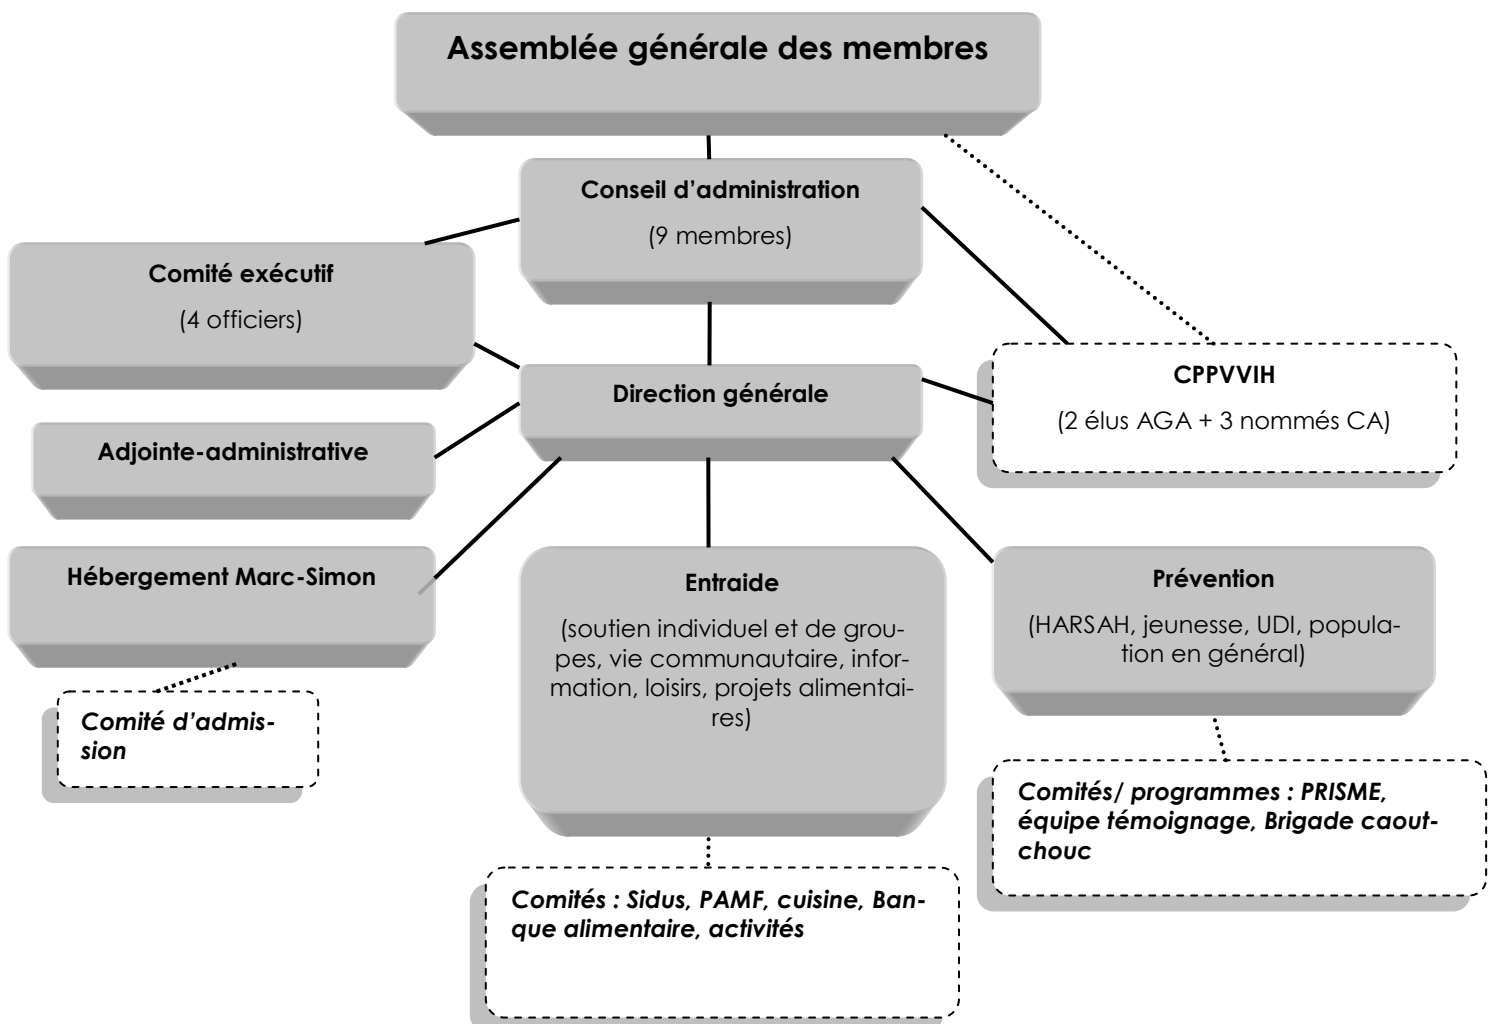 Assemblée générale des membres
Conseil d’administration
(9 membres)
Comité exécutif
(4 officiers)
Direction générale
CPPVVIH
(2 élus AGA + 3 nommés CA)
Adjointe-administrative
Hébergement Marc-Simon
Entraide
(soutien individuel et de grou-
pes, vie communautaire, infor-
mation, loisirs, projets alimentai-
res)
Prévention
(HARSAH, jeunesse, UDI, popula-
tion en général)
Comité d’admis-
sion
Comités/ programmes : PRISME,
équipe témoignage, Brigade caout-
chouc
Comités : Sidus, PAMF, cuisine, Ban-
que alimentaire, activités